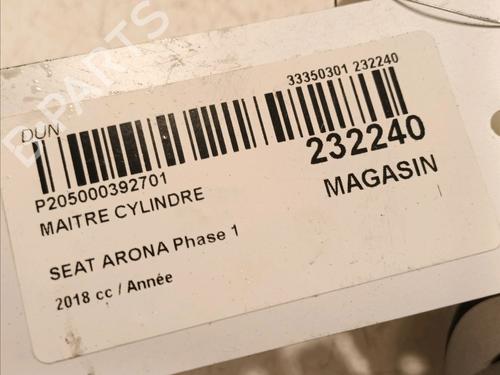 B-PARTS
DUN
33350301 232240
P205000392701
232240
MAITRE CYLINDRE
MAGASIN
SEAT ARONA Phase 1
2018 cc / Année